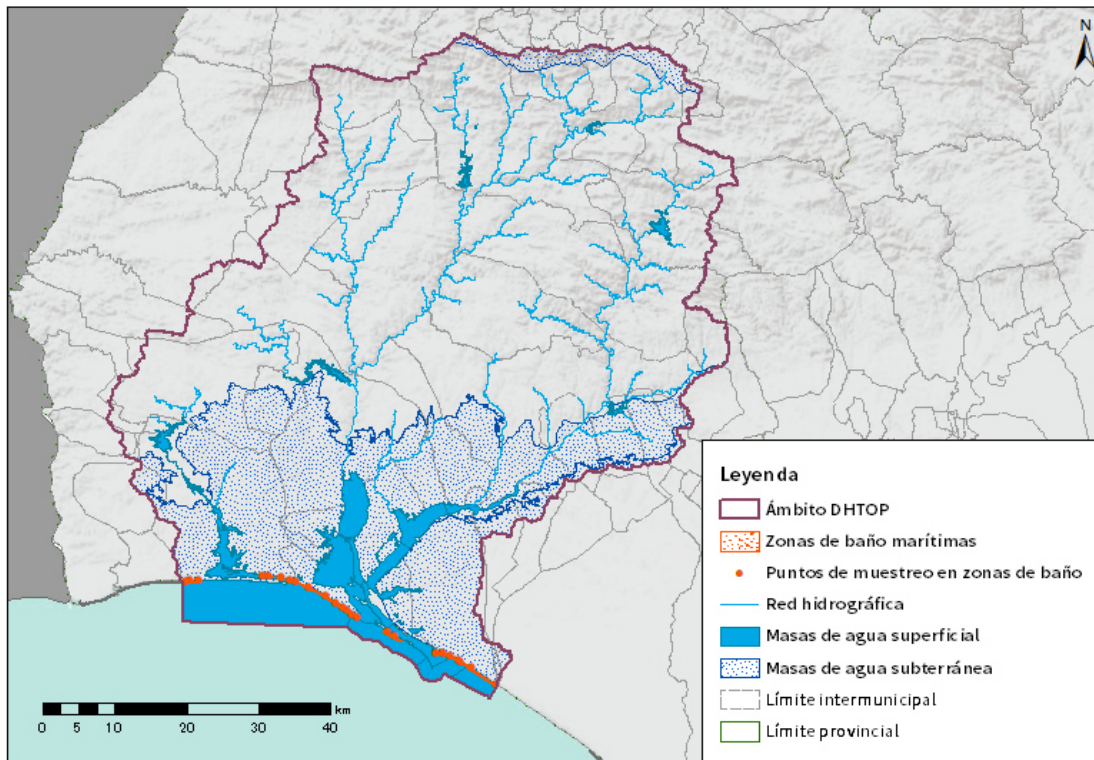 N
Leyenda
Ámbito DHTOP
Zonas de baño marítimas
Puntos de muestreo en zonas de baño
Red hidrográfica
Masas de agua superficial
Masas de agua subterránea
Límite intermunicipal
Límite provincial
km
0 5 10 20 30 40